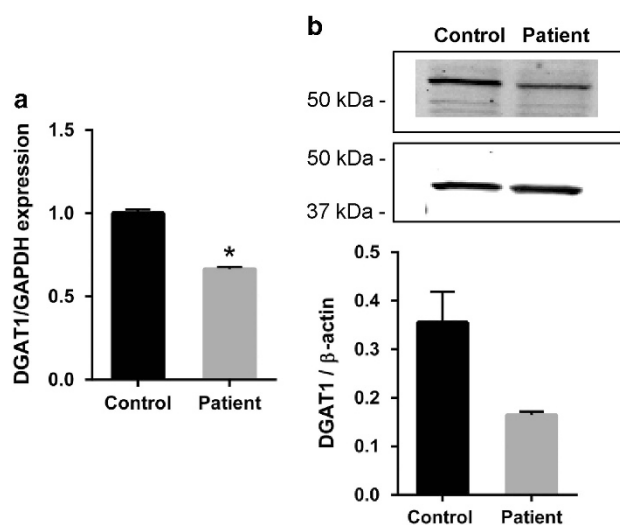 a
1.5
1.0
0.5
0.0
DGAT1/GAPDH expression
*
Control Patient
b
Control Patient
50 kDa -
50 kDa -
37 kDa -
0.5
0.4
0.3
0.2
0.1
0.0
DGAT1 / β-actin
Control Patient